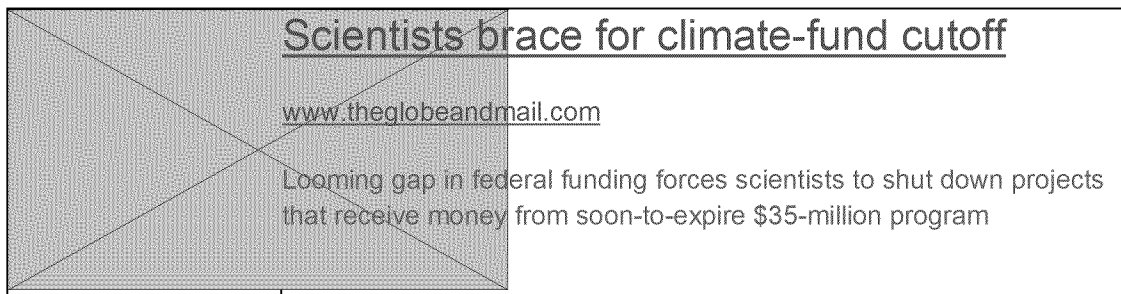 Scientists brace for climate-fund cutoff
www.theglobeandmail.com
Looming gap in federal funding forces scientists to shut down projects
that receive money from soon-to-expire $35-million program